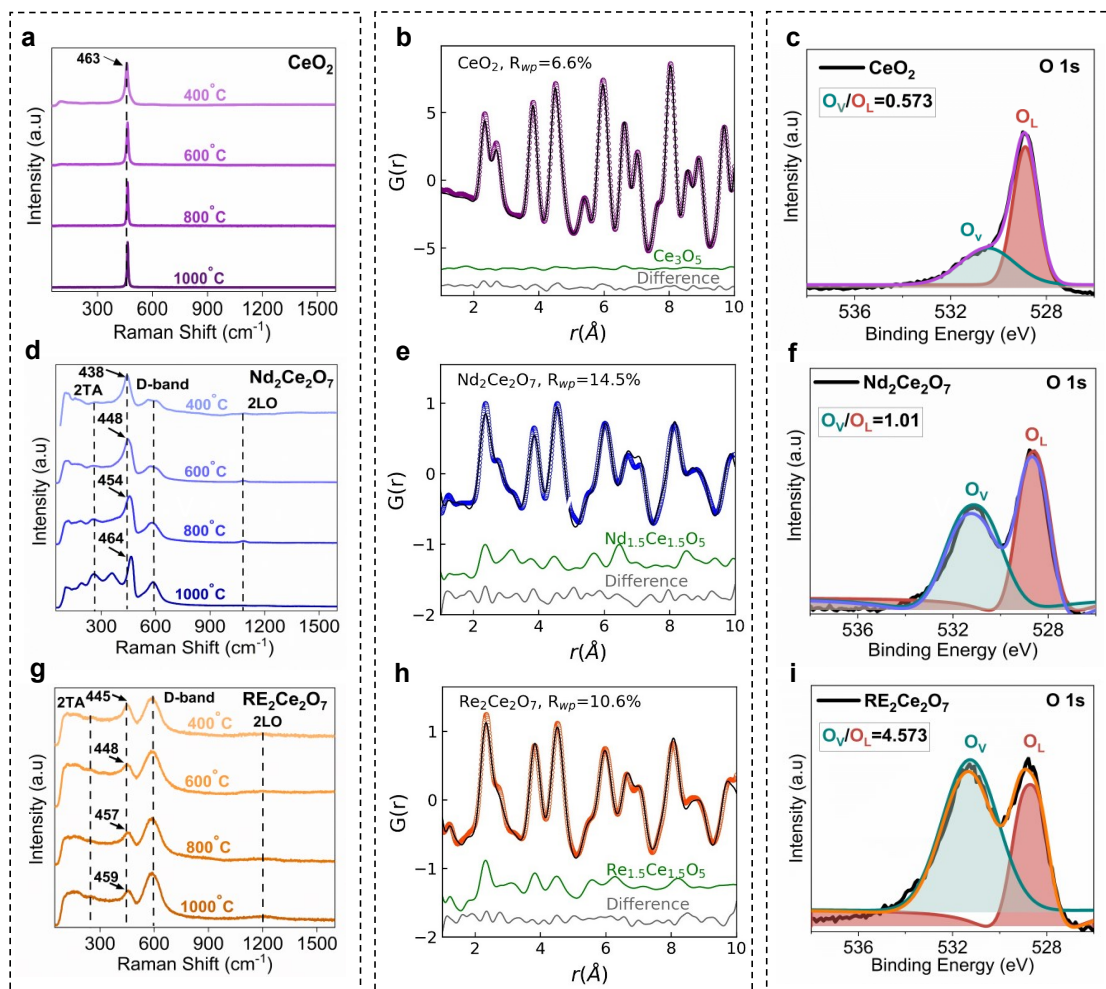 a
463
CeO2
400°C
600°C
800°C
1000°C
Intensity (a.u)
300 600 900 1200 1500
Raman Shift (cm-1)
b
CeO2, Rwp=6.6%
5
0
−5
G(r)
Ce3O5
Difference
2 4 6 8 10
r(Å)
c
CeO2
O 1s
OV/OL=0.573
OL
OV
Intensity (a.u)
536 532 528
Binding Energy (eV)
d
438
Nd2Ce2O7
2TA
D-band
400°C
2LO
448
600°C
454
800°C
464
1000°C
Intensity (a.u)
300 600 900 1200 1500
Raman Shift (cm-1)
e
Nd2Ce2O7, Rwp=14.5%
1
0
−1
−2
G(r)
Nd1.5Ce1.5O5
Difference
2 4 6 8 10
r(Å)
f
Nd2Ce2O7
O 1s
OV/OL=1.01
OL
OV
Intensity (a.u)
536 532 528
Binding Energy (eV)
g
2TA
445
D-band
RE2Ce2O7
400°C
2LO
448
600°C
457
800°C
459
1000°C
Intensity (a.u)
300 600 900 1200 1500
Raman Shift (cm-1)
h
Re2Ce2O7, Rwp=10.6%
1
0
−1
−2
G(r)
Re1.5Ce1.5O5
Difference
2 4 6 8 10
r(Å)
i
RE2Ce2O7
O 1s
OV/OL=4.573
OV
OL
Intensity (a.u)
536 532 528
Binding Energy (eV)